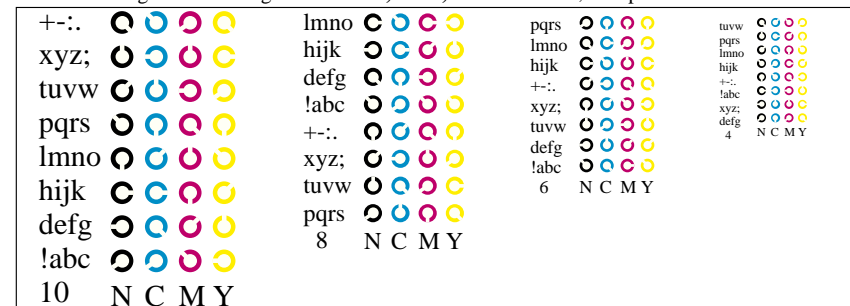 +-:.
xyz;
tuvw
pqrs
lmno
hijk
defg
!abc
10 N C M Y
lmno
hijk
defg
!abc
+-:.
xyz;
tuvw
pqrs
8 N C M Y
pqrs
lmno
hijk
+-:.
xyz;
tuvw
defg
!abc
6 N C M Y
tuvw
pqrs
lmno
hijk
+-:.
!abc
xyz;
defg
4 N C M Y